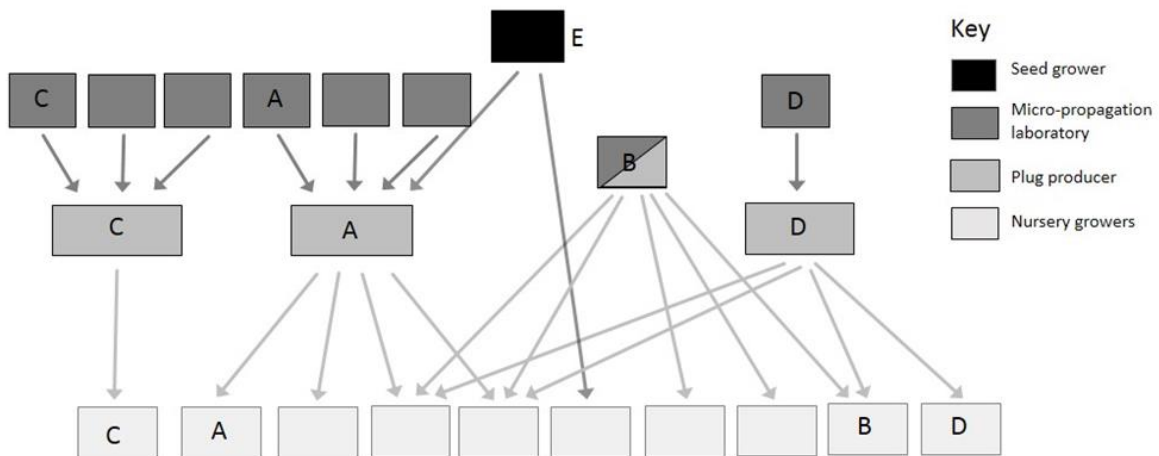 E
Key
Seed grower
C
A
D
Micro-propagation
laboratory
B
Plug producer
C
A
D
Nursery growers
C
A
B
D